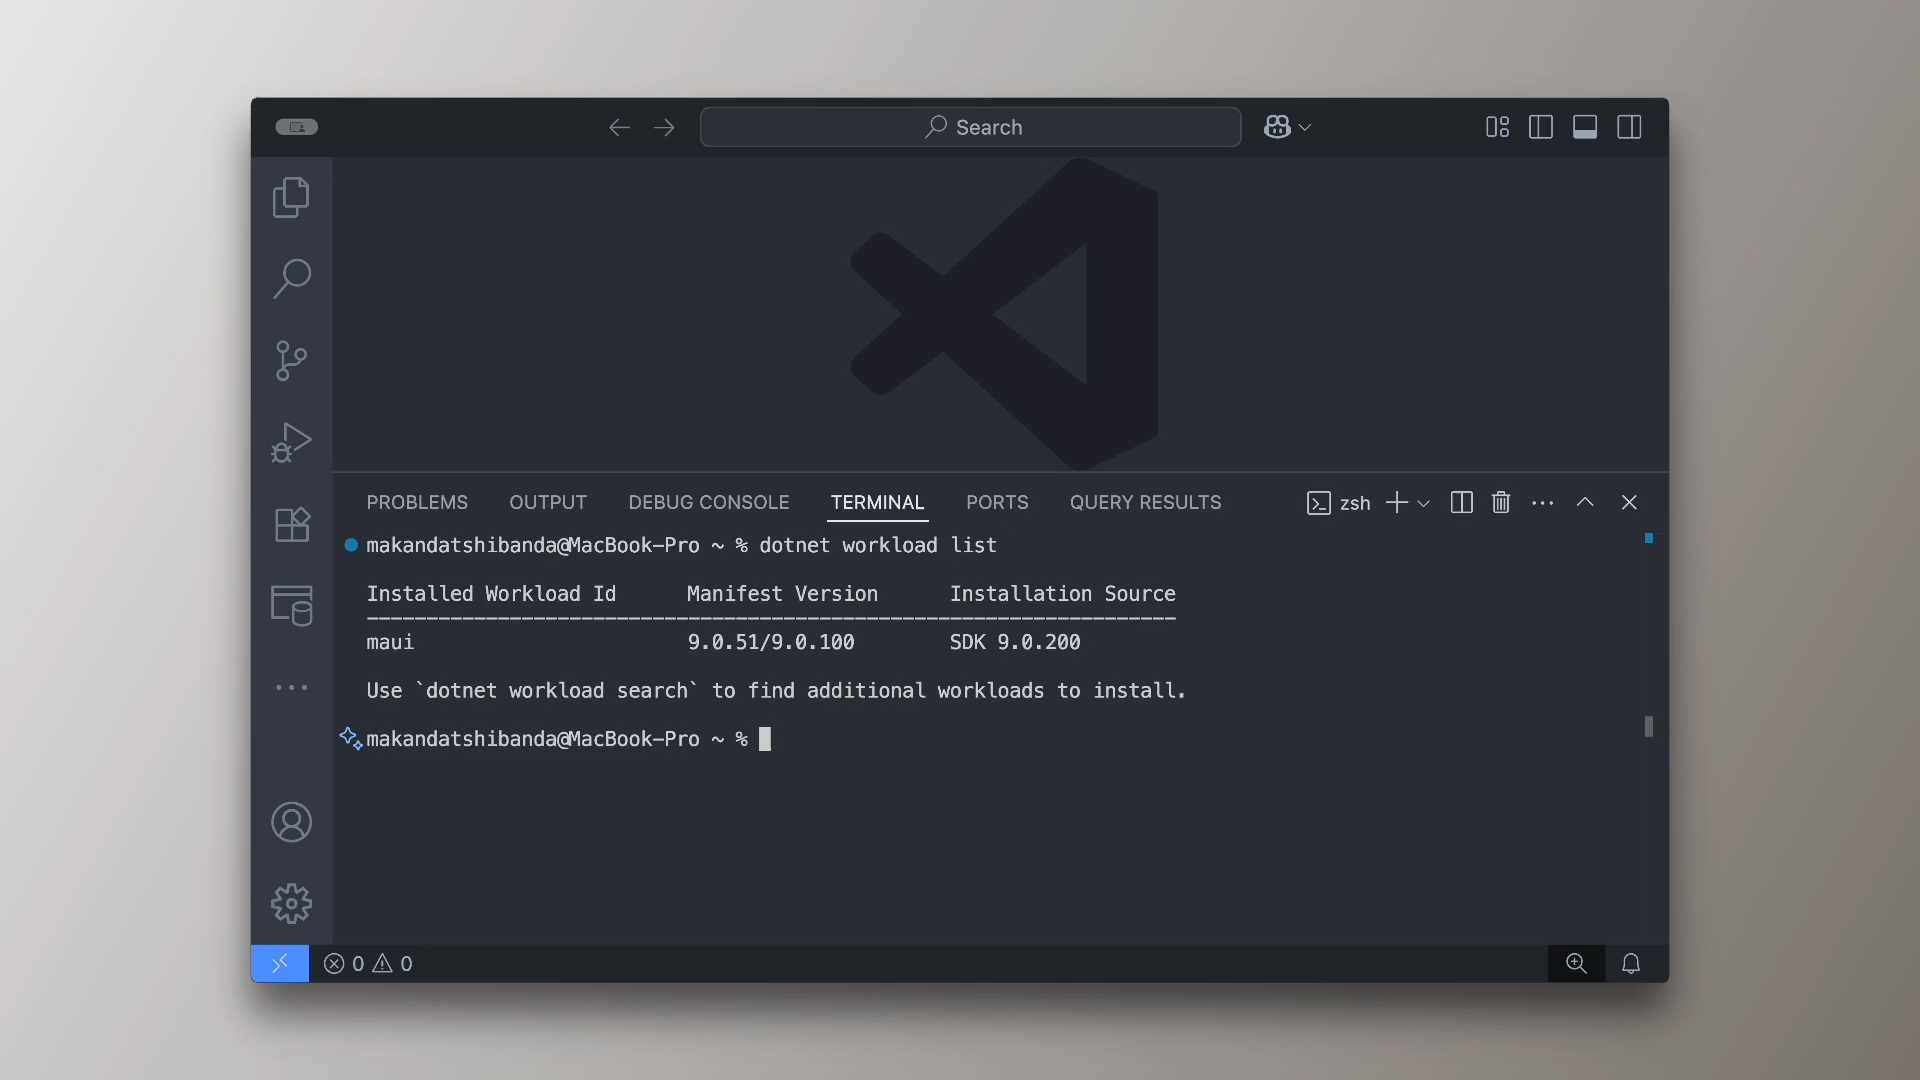 Search
PROBLEMS OUTPUT DEBUG CONSOLE TERMINAL PORTS QUERY RESULTS zsh
makandatshibanda@MacBook-Pro ~ % dotnet workload list
Installed Workload Id Manifest Version Installation Source
--------------------------------------------------------------------
maui 9.0.51/9.0.100 SDK 9.0.200
Use `dotnet workload search` to find additional workloads to install.
makandatshibanda@MacBook-Pro ~ %
0 0